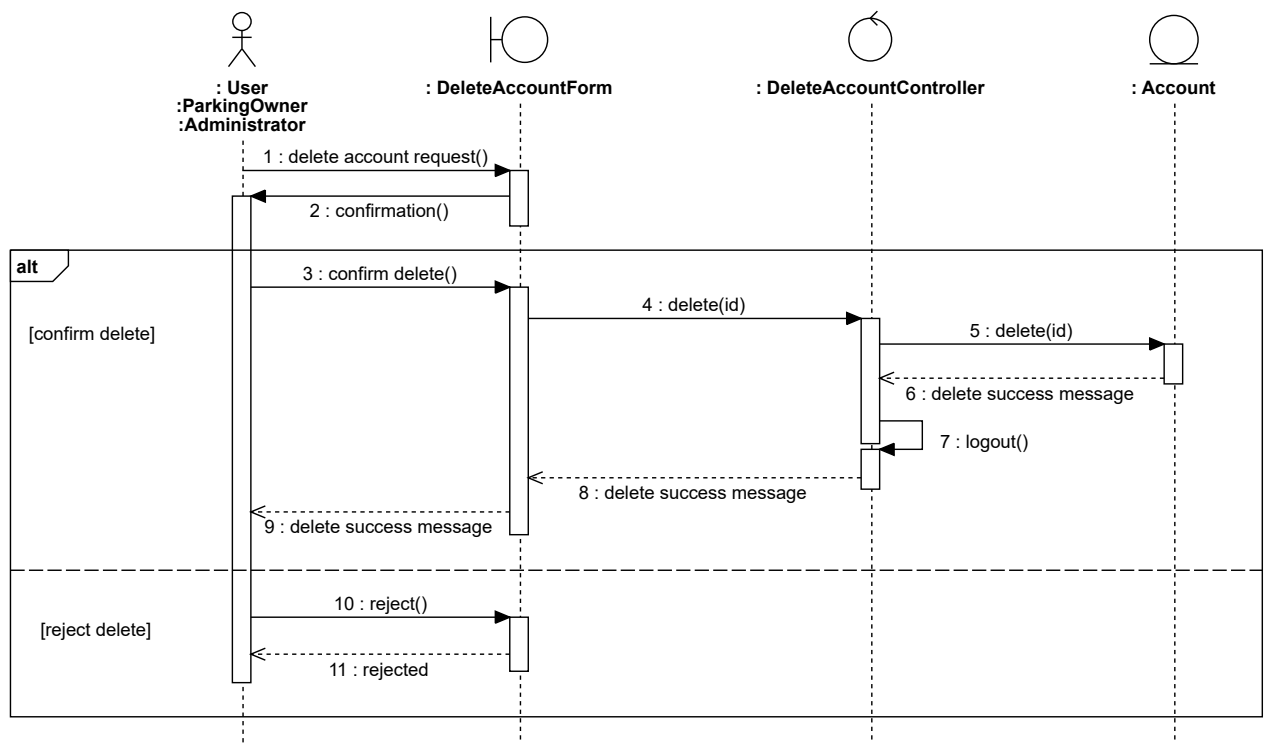 : User
:ParkingOwner
:Administrator
: DeleteAccountForm
: DeleteAccountController
: Account
1 : delete account request()
2 : confirmation()
alt
3 : confirm delete()
4 : delete(id)
[confirm delete]
5 : delete(id)
6 : delete success message
7 : logout()
8 : delete success message
9 : delete success message
10 : reject()
[reject delete]
11 : rejected